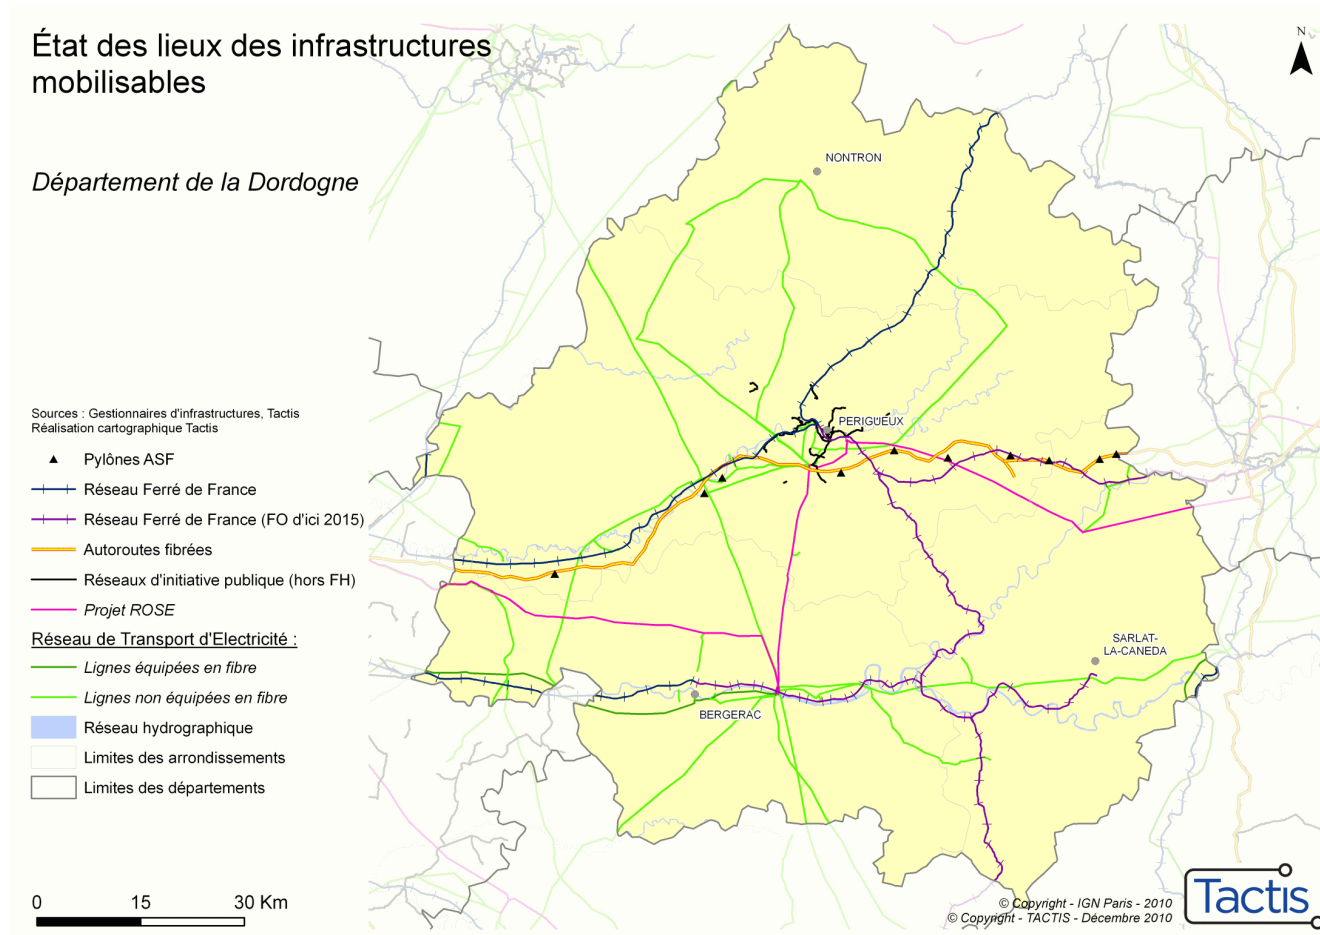 État des lieux des infrastructures
mobilisables
N
NONTRON
Département de la Dordogne
Sources : Gestionnaires d'infrastructures, Tactis
Réalisation cartographique Tactis
PERIGUEUX
Pylônes ASF
Réseau Ferré de France
Réseau Ferré de France (FO d'ici 2015)
Autoroutes fibrées
Réseaux d'initiative publique (hors FH)
Projet ROSE
Réseau de Transport d'Electricité :
Lignes équipées en fibre
Lignes non équipées en fibre
Réseau hydrographique
Limites des arrondissements
Limites des départements
SARLAT-
LA-CANEDA
BERGERAC
0 15 30 Km
© Copyright - IGN Paris - 2010
© Copyright - TACTIS - Décembre 2010
Tactis